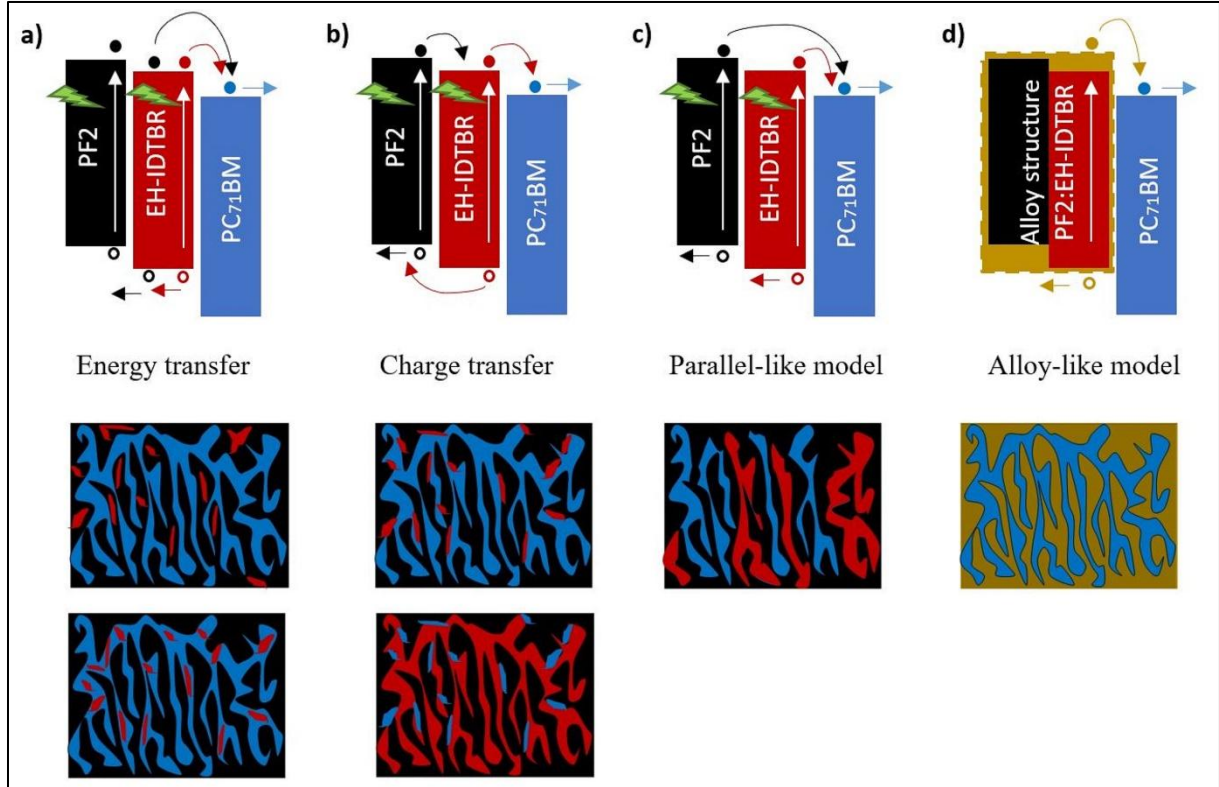 a)
PF2
EH-IDTBR
PC₇₁BM
b)
PF2
EH-IDTBR
PC₇₁BM
c)
PF2
EH-IDTBR
PC₇₁BM
d)
Alloy structure
PF2:EH-IDTBR
PC₇₁BM
Energy transfer
Charge transfer
Parallel-like model
Alloy-like model